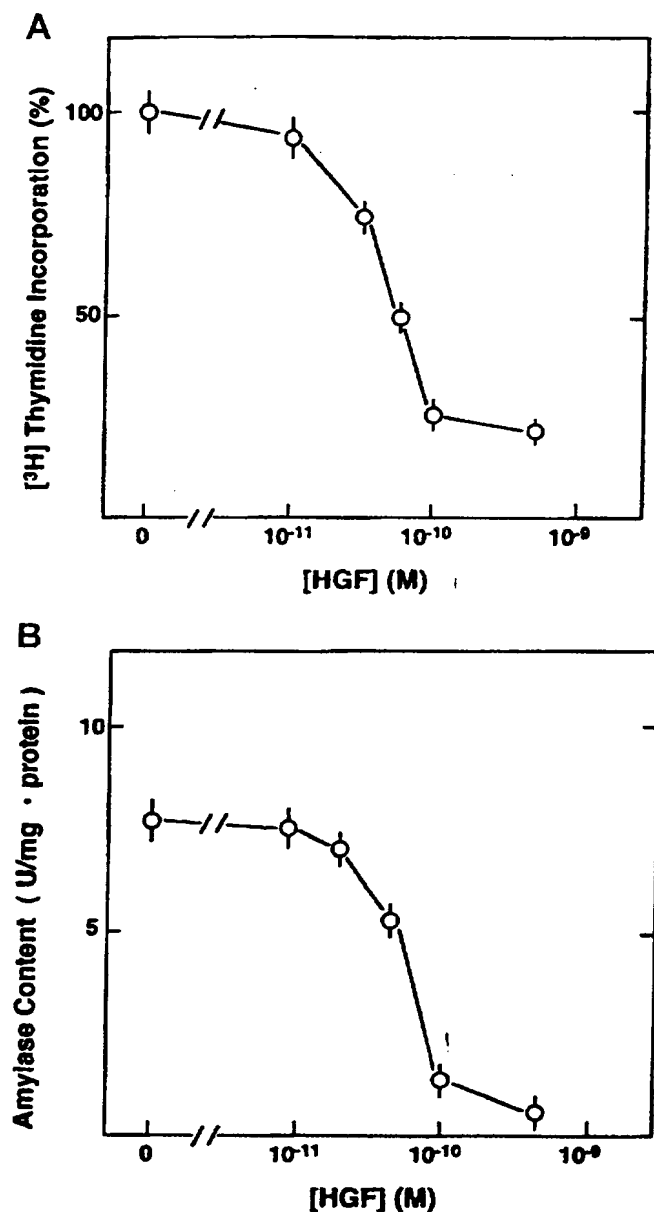 A
[³H] Thymidine Incorporation (%)
100
50
0
10⁻¹¹
10⁻¹⁰
10⁻⁹
[HGF] (M)
B
Amylase Content ( U/mg • protein )
10
5
0
10⁻¹¹
10⁻¹⁰
10⁻⁹
[HGF] (M)